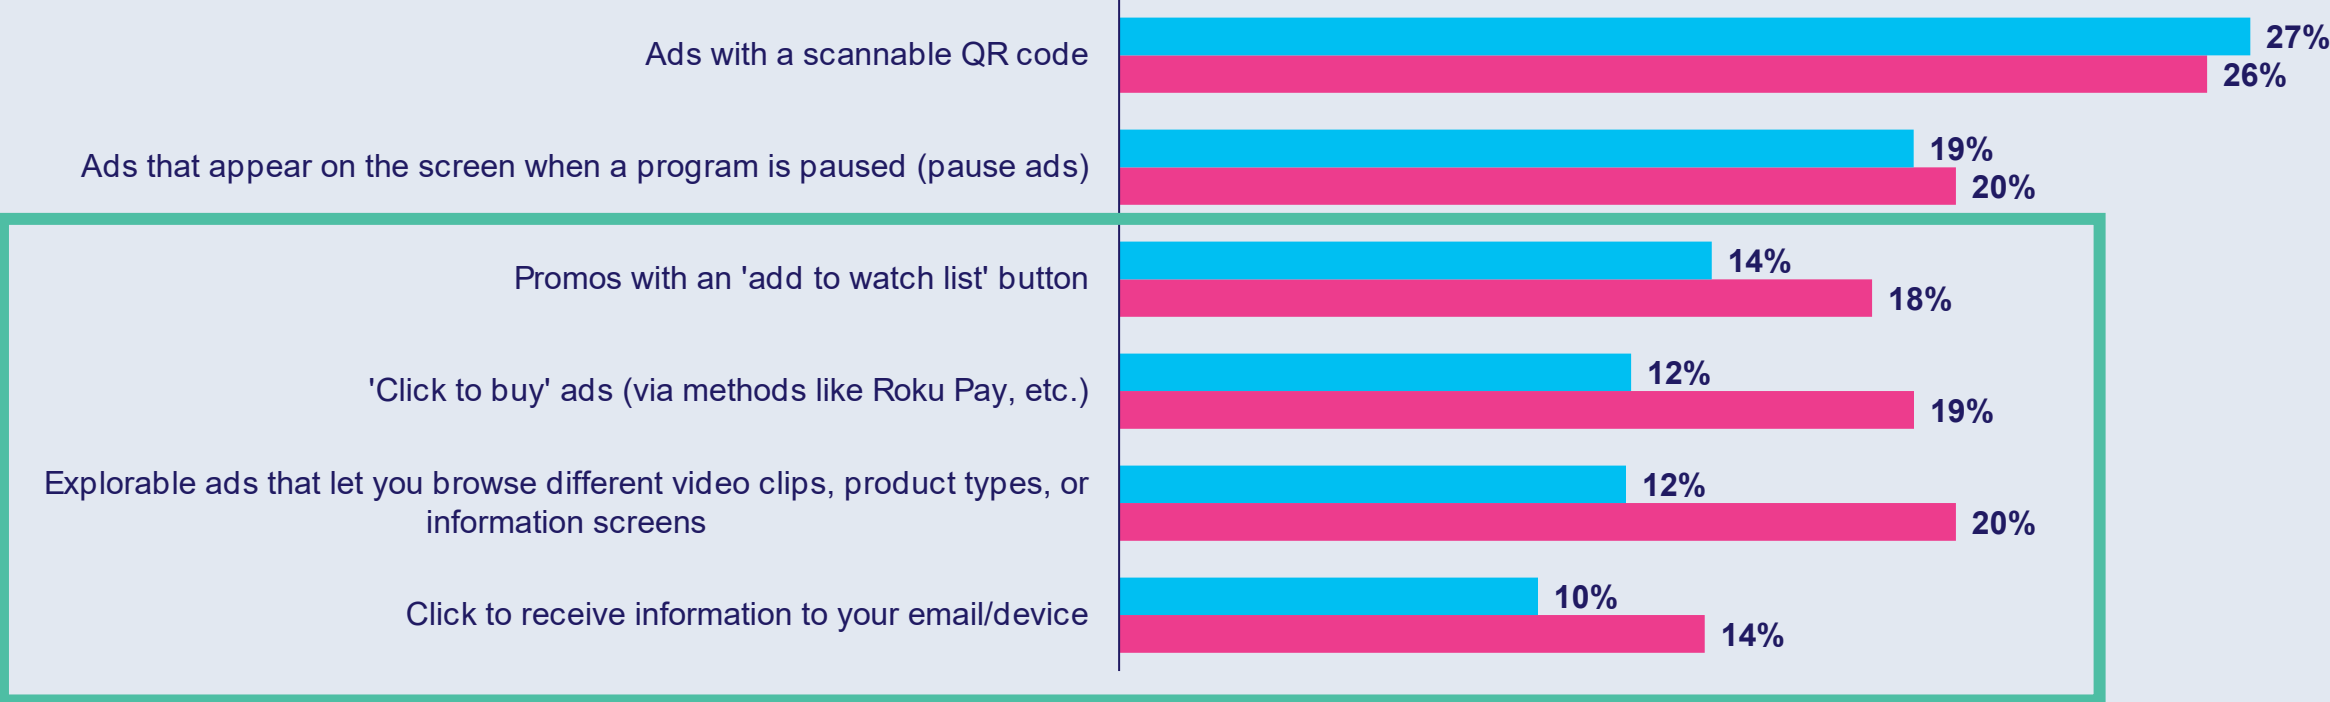 Ads with a scannable QR code
27%
26%
Ads that appear on the screen when a program is paused (pause ads)
19%
20%
Promos with an 'add to watch list' button
14%
18%
'Click to buy' ads (via methods like Roku Pay, etc.)
12%
19%
Explorable ads that let you browse different video clips, product types, or
information screens
12%
20%
Click to receive information to your email/device
10%
14%